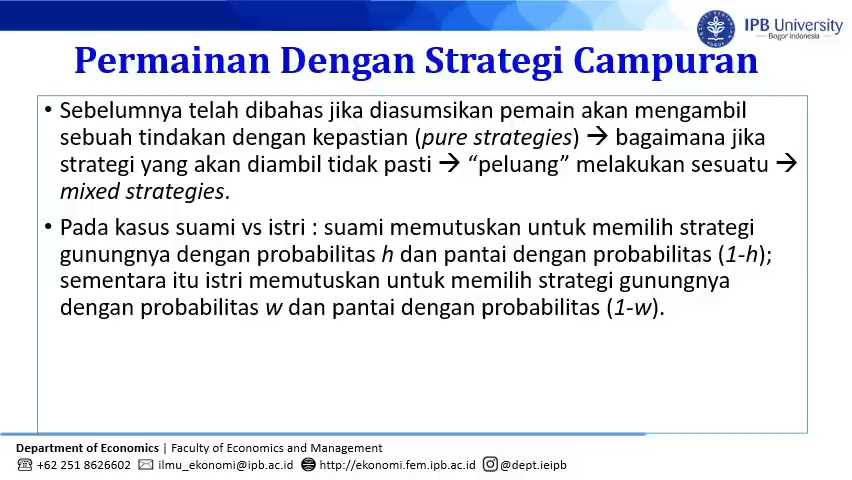 IPB University
Bogor Indonesia
Permainan Dengan Strategi Campuran
• Sebelumnya telah dibahas jika diasumsikan pemain akan mengambil
sebuah tindakan dengan kepastian (pure strategies) → bagaimana jika
strategi yang akan diambil tidak pasti → “peluang” melakukan sesuatu →
mixed strategies.
• Pada kasus suami vs istri : suami memutuskan untuk memilih strategi
gunungnya dengan probabilitas h dan pantai dengan probabilitas (1-h);
sementara itu istri memutuskan untuk memilih strategi gunungnya
dengan probabilitas w dan pantai dengan probabilitas (1-w).
Department of Economics | Faculty of Economics and Management
+62 251 8626602 ilmu_ekonomi@ipb.ac.id http://ekonomi.fem.ipb.ac.id @dept.ieipb